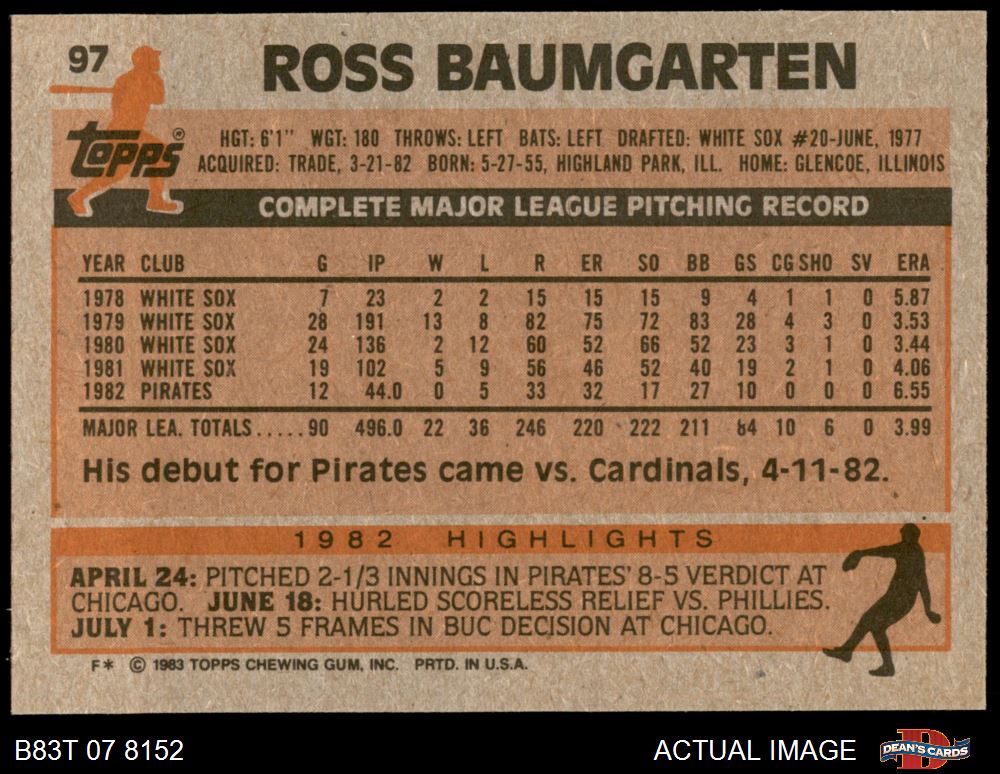 97
ROSS BAUMGARTEN
topps®
HGT: 6'1" WGT: 180 THROWS: LEFT BATS: LEFT DRAFTED: WHITE SOX #20-JUNE, 1977
ACQUIRED: TRADE, 3-21-82 BORN: 5-27-55, HIGHLAND PARK, ILL. HOME: GLENCOE, ILLINOIS
COMPLETE MAJOR LEAGUE PITCHING RECORD
YEAR CLUB G IP W L R ER SO BB GS CG SHO SV ERA
1978 WHITE SOX 7 23 2 2 15 15 15 9 4 1 1 0 5.87
1979 WHITE SOX 28 191 13 8 82 75 72 83 28 4 3 0 3.53
1980 WHITE SOX 24 136 2 12 60 52 66 52 23 3 1 0 3.44
1981 WHITE SOX 19 102 5 9 56 46 52 40 19 2 1 0 4.06
1982 PIRATES 12 44.0 0 5 33 32 17 27 10 0 0 0 6.55
MAJOR LEA. TOTALS.....90 496.0 22 36 246 220 222 211 84 10 6 0 3.99
His debut for Pirates came vs. Cardinals, 4-11-82.
1982 HIGHLIGHTS
APRIL 24: PITCHED 2-1/3 INNINGS IN PIRATES' 8-5 VERDICT AT
CHICAGO. JUNE 18: HURLED SCORELESS RELIEF VS. PHILLIES.
JULY 1: THREW 5 FRAMES IN BUC DECISION AT CHICAGO.
F* © 1983 TOPPS CHEWING GUM, INC. PRTD. IN U.S.A.
B83T 07 8152
ACTUAL IMAGE
DEAN'S CARDS